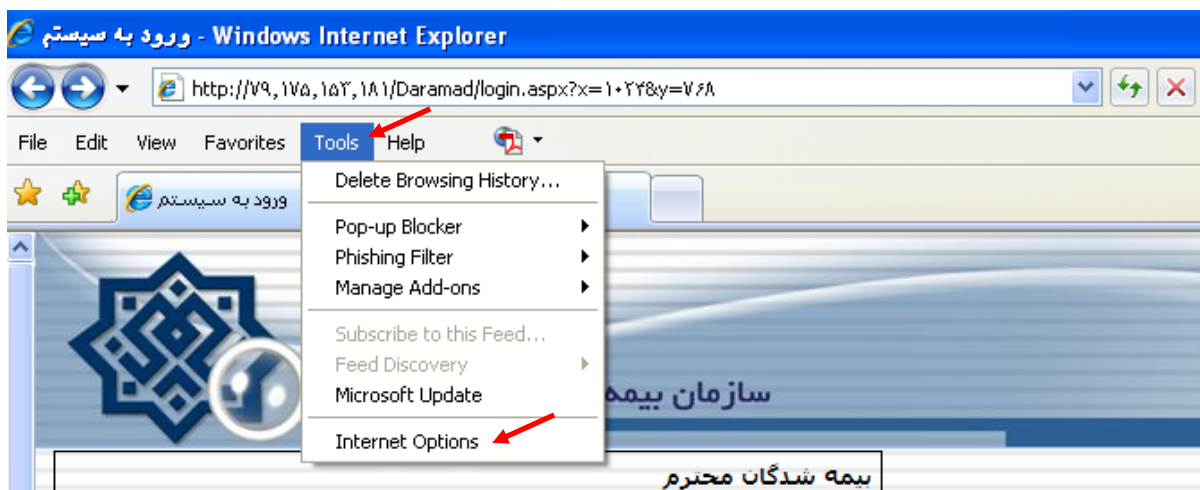 ورود به سیستم - Windows Internet Explorer
http://۷۹,۱۷۵,۱۵۳,۱۸۱/Daramad/login.aspx?x=۱۰۲۴&y=۷۶۸
File Edit View Favorites Tools Help
ورود به سیستم
Delete Browsing History...
Pop-up Blocker
Phishing Filter
Manage Add-ons
Subscribe to this Feed...
Feed Discovery
Microsoft Update
Internet Options
سازمان بیمه
بیمه شدگان محترم